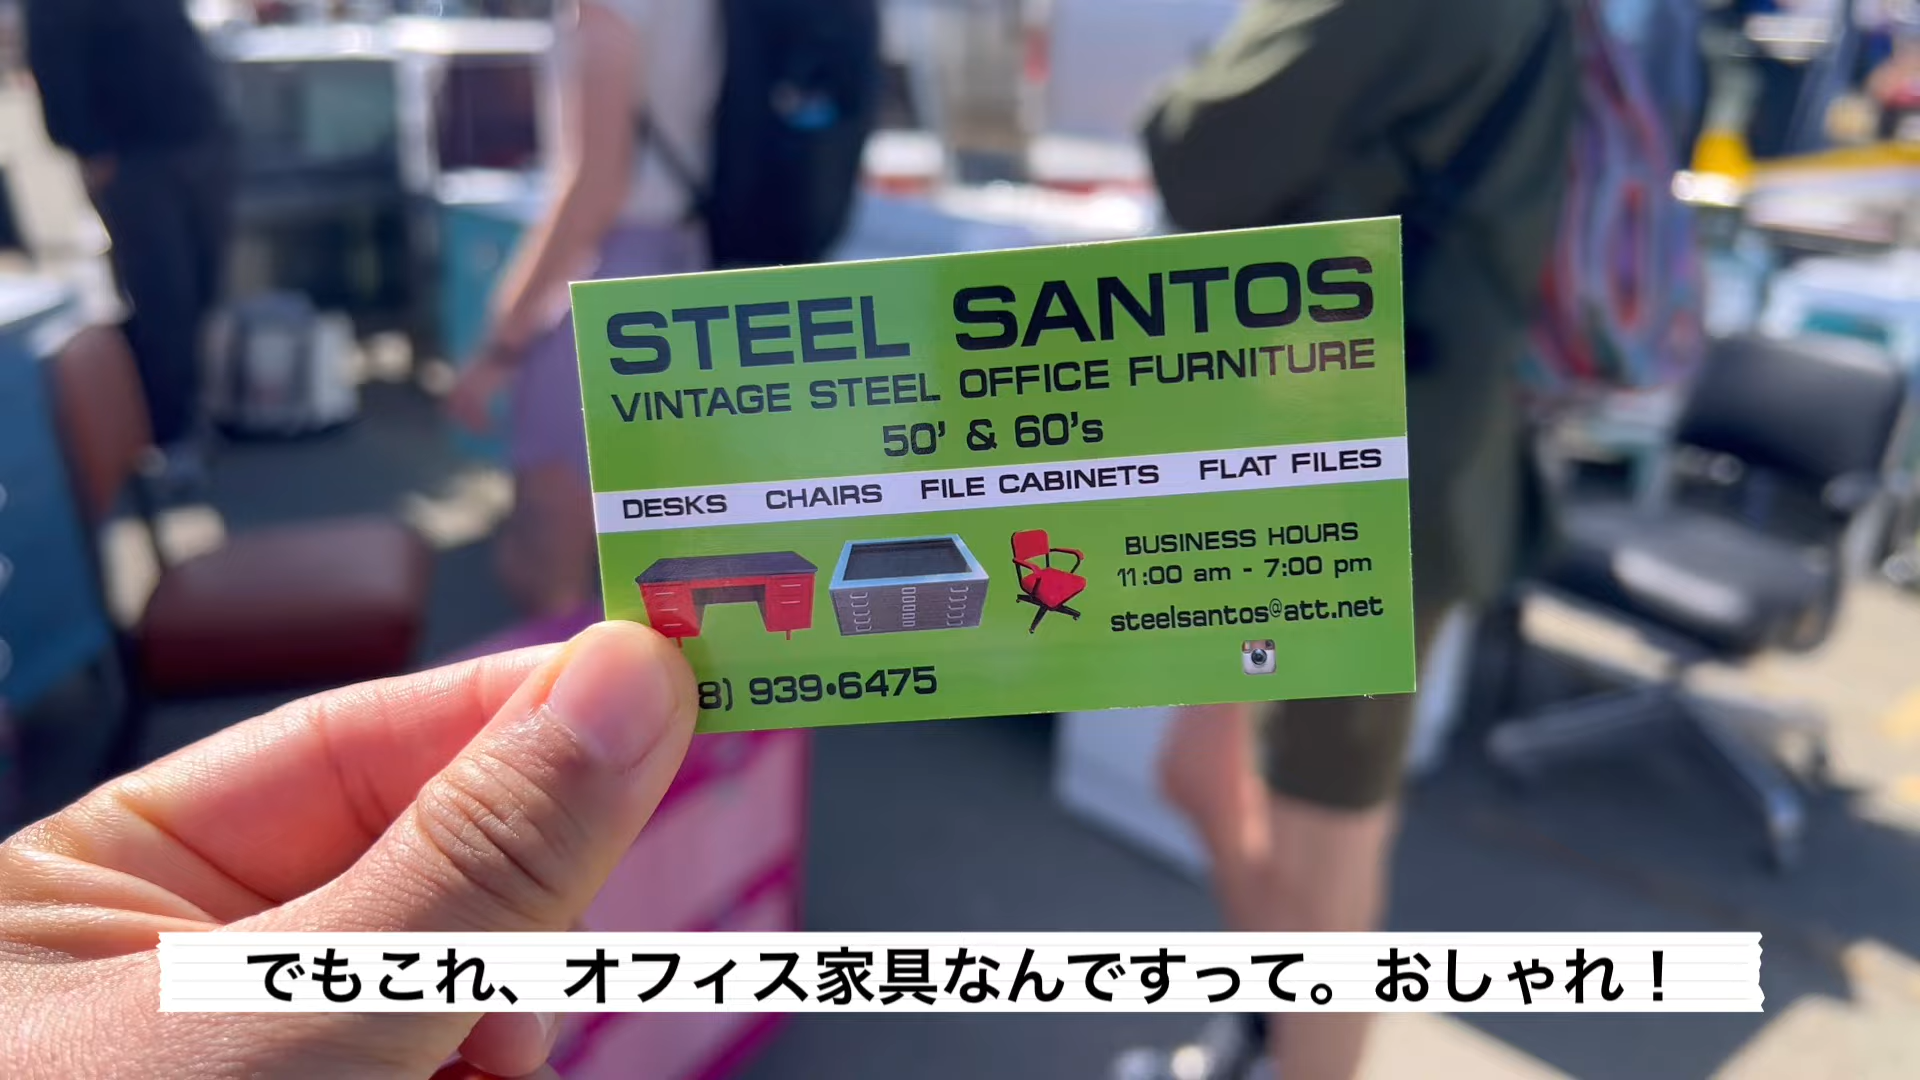 STEEL SANTOS
VINTAGE STEEL OFFICE FURNITURE
50' & 60's
DESKS CHAIRS FILE CABINETS FLAT FILES
BUSINESS HOURS
11:00 am - 7:00 pm
steelsantos@att.net
8) 939•6475
でもこれ、オフィス家具なんですって。おしゃれ！